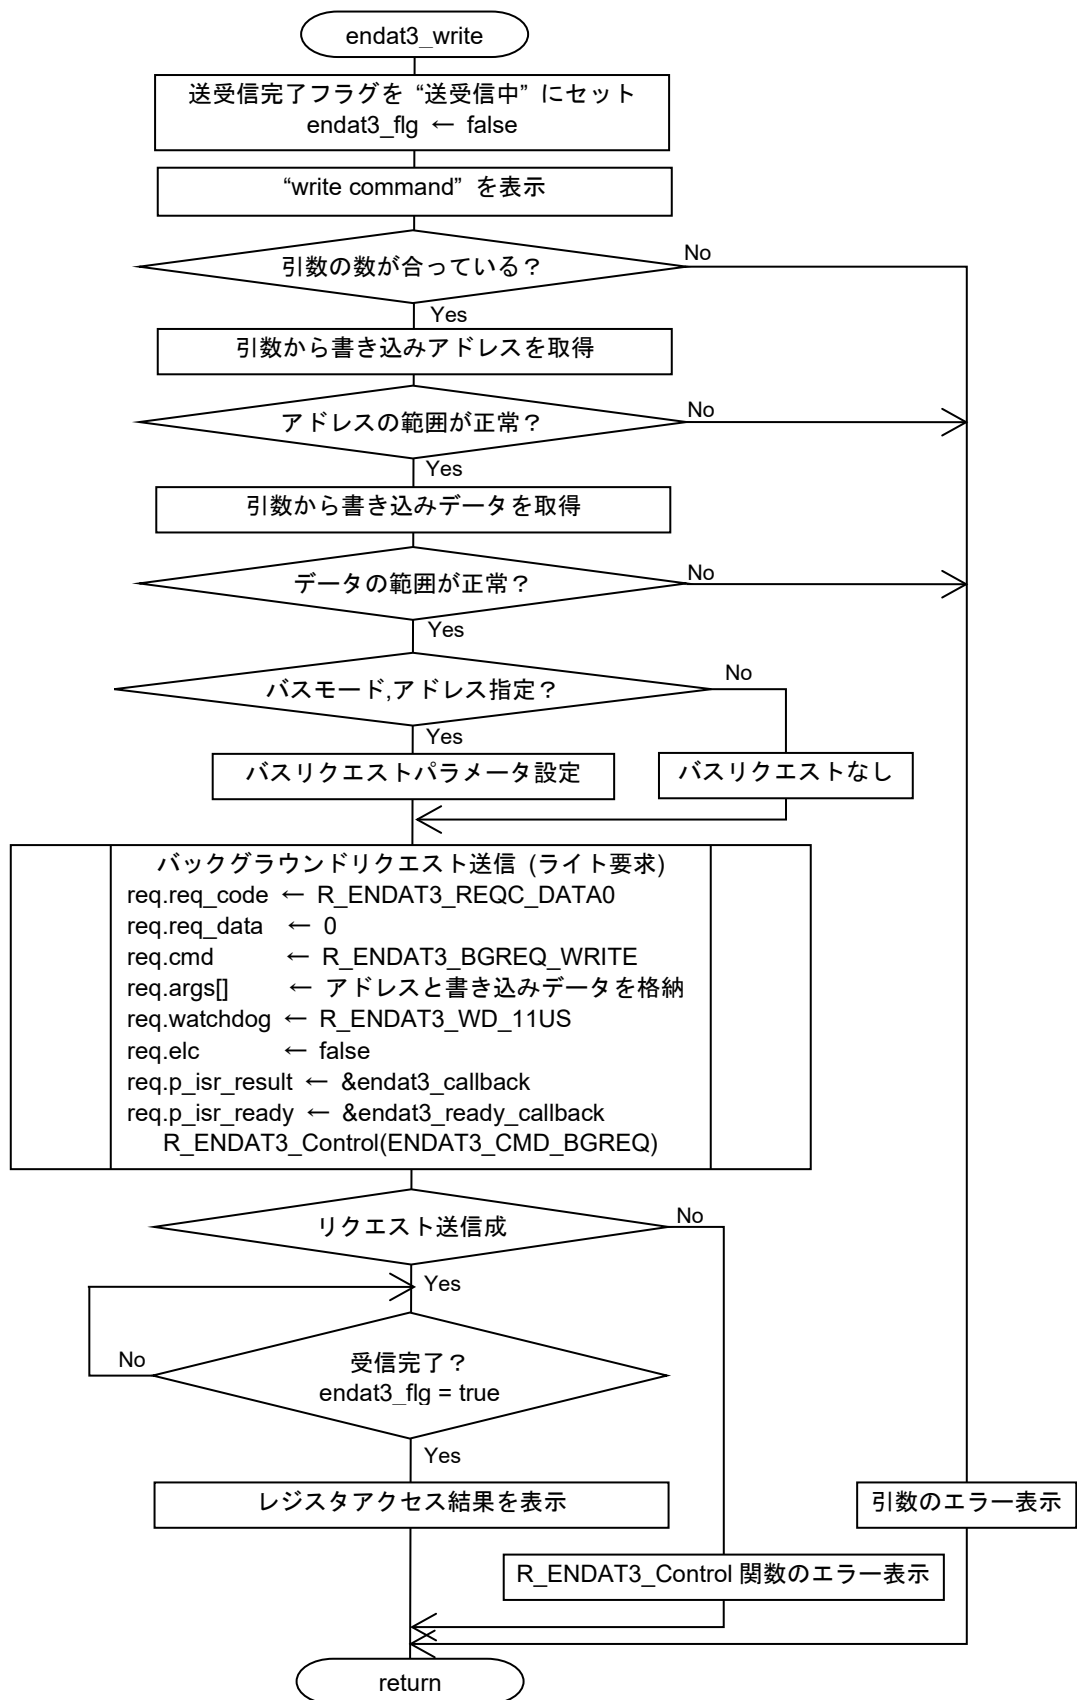 endat3_write
送受信完了フラグを “送受信中” にセット
endat3_flg ← false
“write command” を表示
引数の数が合っている？
No
Yes
引数から書き込みアドレスを取得
アドレスの範囲が正常？
No
Yes
引数から書き込みデータを取得
データの範囲が正常？
No
Yes
バスモード,アドレス指定？
No
Yes
バスリクエストパラメータ設定
バスリクエストなし
バックグラウンドリクエスト送信 (ライト要求)
req.req_code ← R_ENDAT3_REQC_DATA0
req.req_data ← 0
req.cmd ← R_ENDAT3_BGREQ_WRITE
req.args[] ← アドレスと書き込みデータを格納
req.watchdog ← R_ENDAT3_WD_11US
req.elc ← false
req.p_isr_result ← &endat3_callback
req.p_isr_ready ← &endat3_ready_callback
R_ENDAT3_Control(ENDAT3_CMD_BGREQ)
リクエスト送信成
No
Yes
受信完了？
endat3_flg = true
No
Yes
レジスタアクセス結果を表示
引数のエラー表示
R_ENDAT3_Control 関数のエラー表示
return